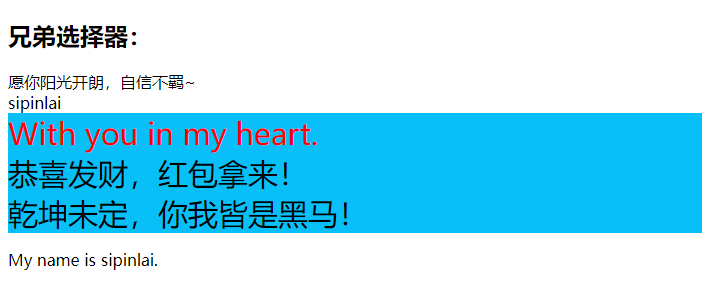 兄弟选择器：
愿你阳光开朗，自信不羁~
sipinlai
With you in my heart.
恭喜发财，红包拿来！
乾坤未定，你我皆是黑马！
My name is sipinlai.